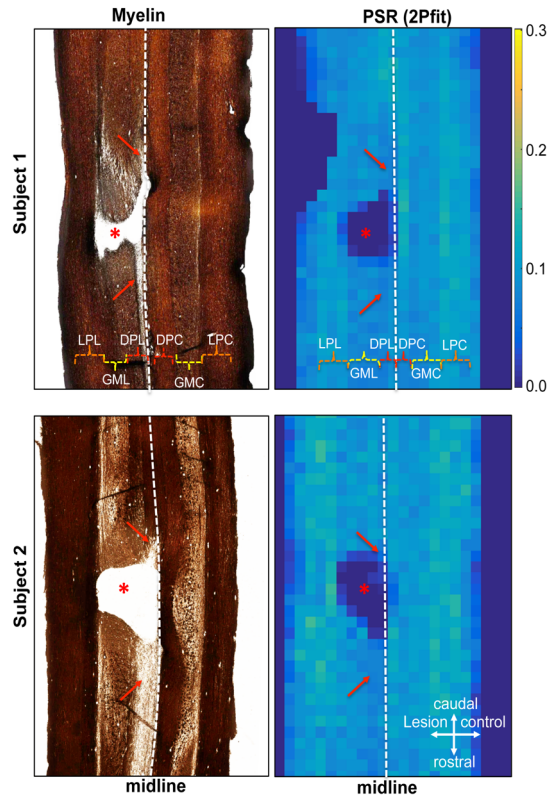 Myelin
PSR (2Pfit)
Subject 1
*
*
0.3
0.2
0.1
0.0
LPL DPL DPC LPC
GML GMC
LPL DPL DPC LPC
GML GMC
Subject 2
*
*
caudal
Lesion control
rostral
midline
midline